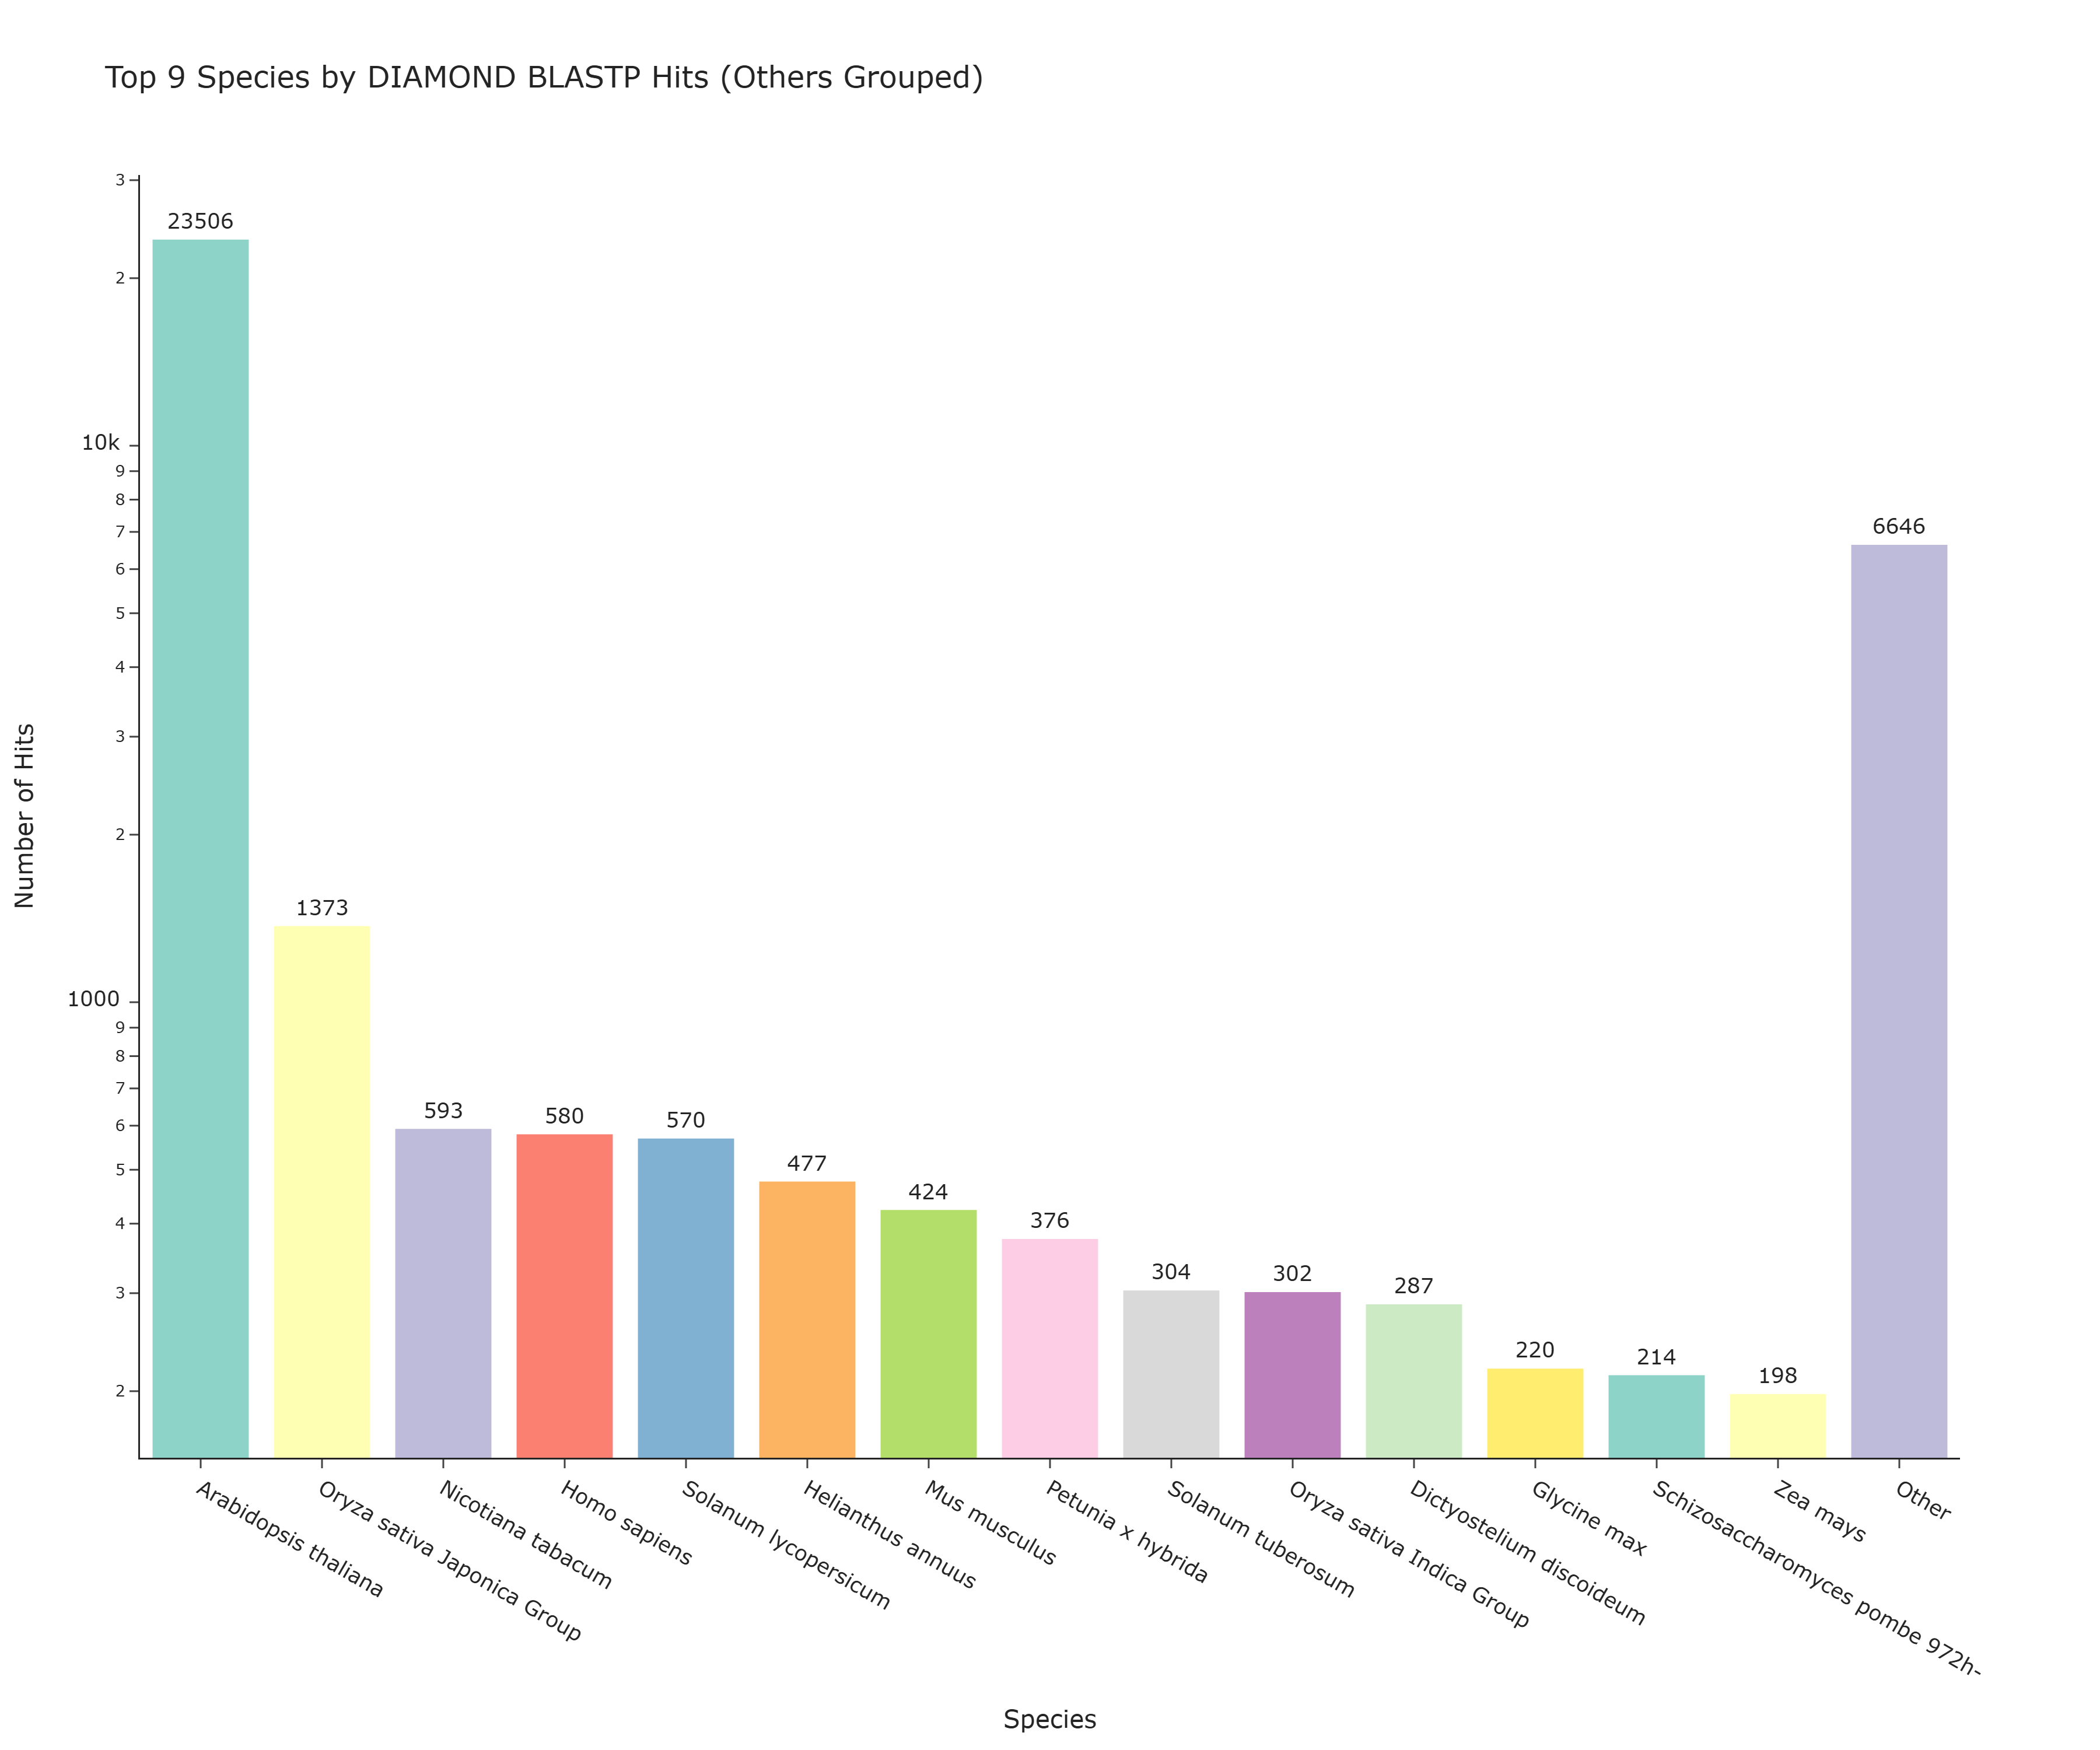 Top 9 Species by DIAMOND BLASTP Hits (Others Grouped)
Number of Hits
3
2
10k
9
8
7
6
5
4
3
2
1000
9
8
7
6
5
4
3
2
23506
1373
593
580
570
477
424
376
304
302
287
220
214
198
6646
Arabidopsis thaliana
Oryza sativa Japonica Group
Nicotiana tabacum
Homo sapiens
Solanum lycopersicum
Helianthus annuus
Mus musculus
Petunia x hybrida
Solanum tuberosum
Oryza sativa Indica Group
Dictyostelium discoideum
Glycine max
Schizosaccharomyces pombe 972h-
Zea mays
Other
Species